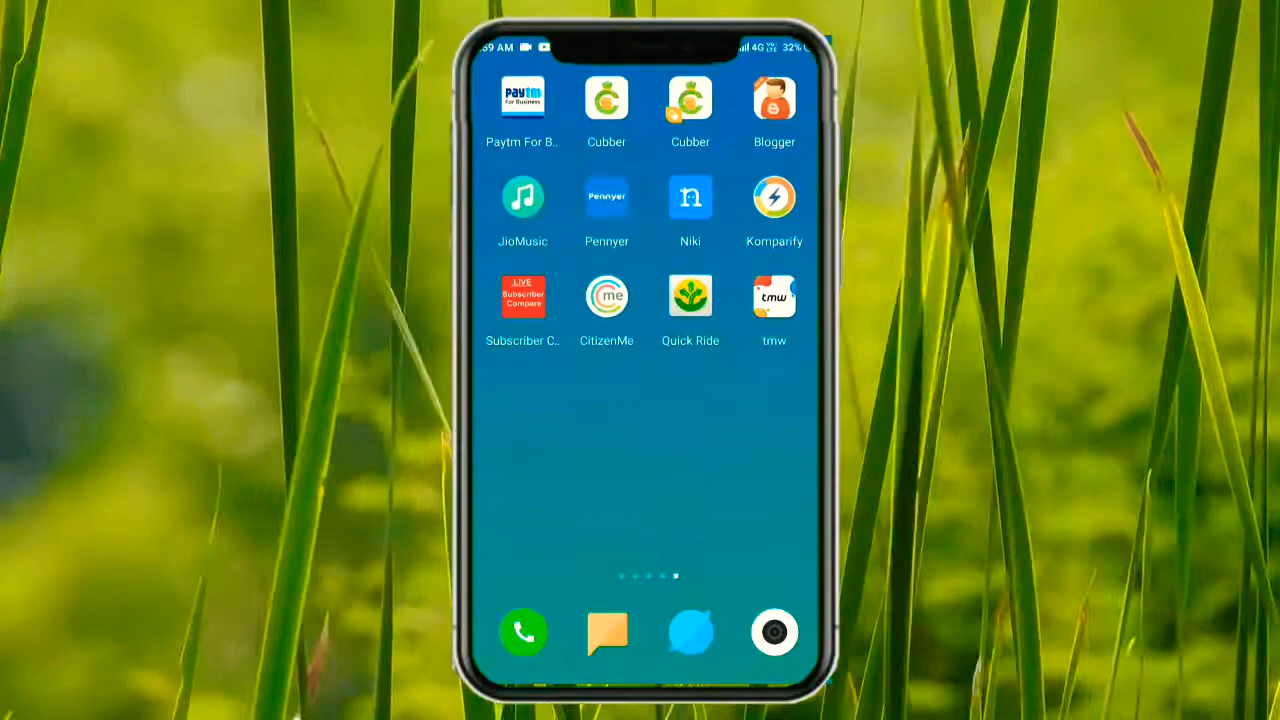 :59 AM 4G VoLTE 32%
Paytm
For Business
Paytm For B.. Cubber Cubber Blogger
Pennyer n
JioMusic Pennyer Niki Komparify
LIVE
Subscriber
Compare
me tmw
Subscriber C.. CitizenMe Quick Ride tmw